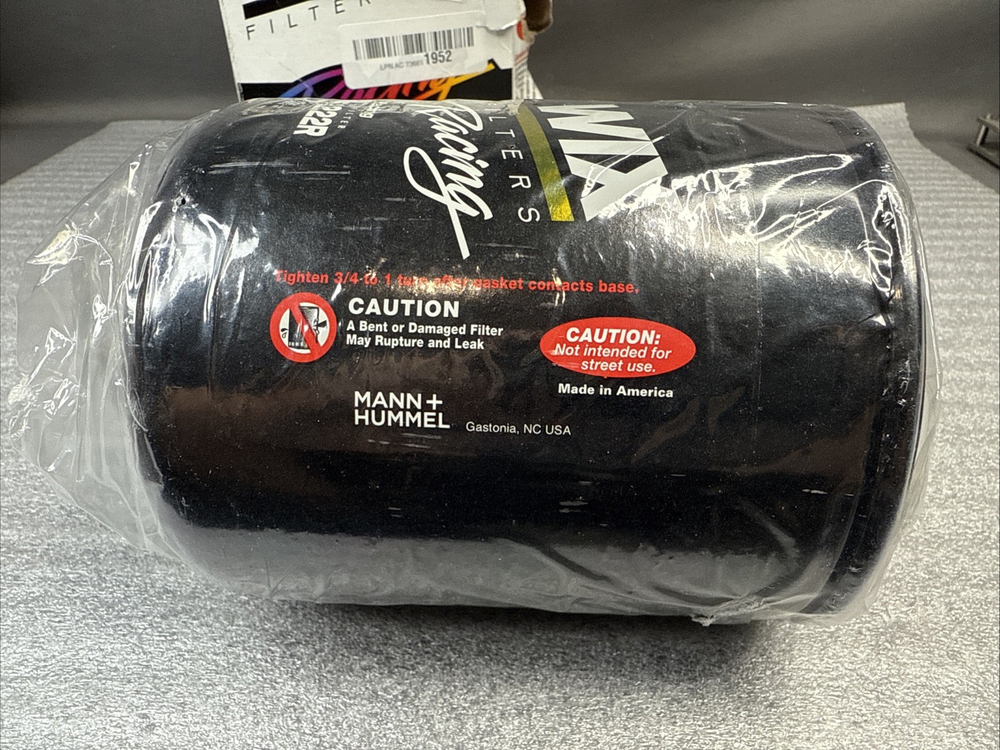 FILTER
1952
WIX
FILTERS
Racing
222R
Tighten 3/4 to 1 turn after gasket contacts base.
CAUTION
A Bent or Damaged Filter
May Rupture and Leak
CAUTION:
Not intended for
street use.
Made in America
MANN+
HUMMEL
Gastonia, NC USA